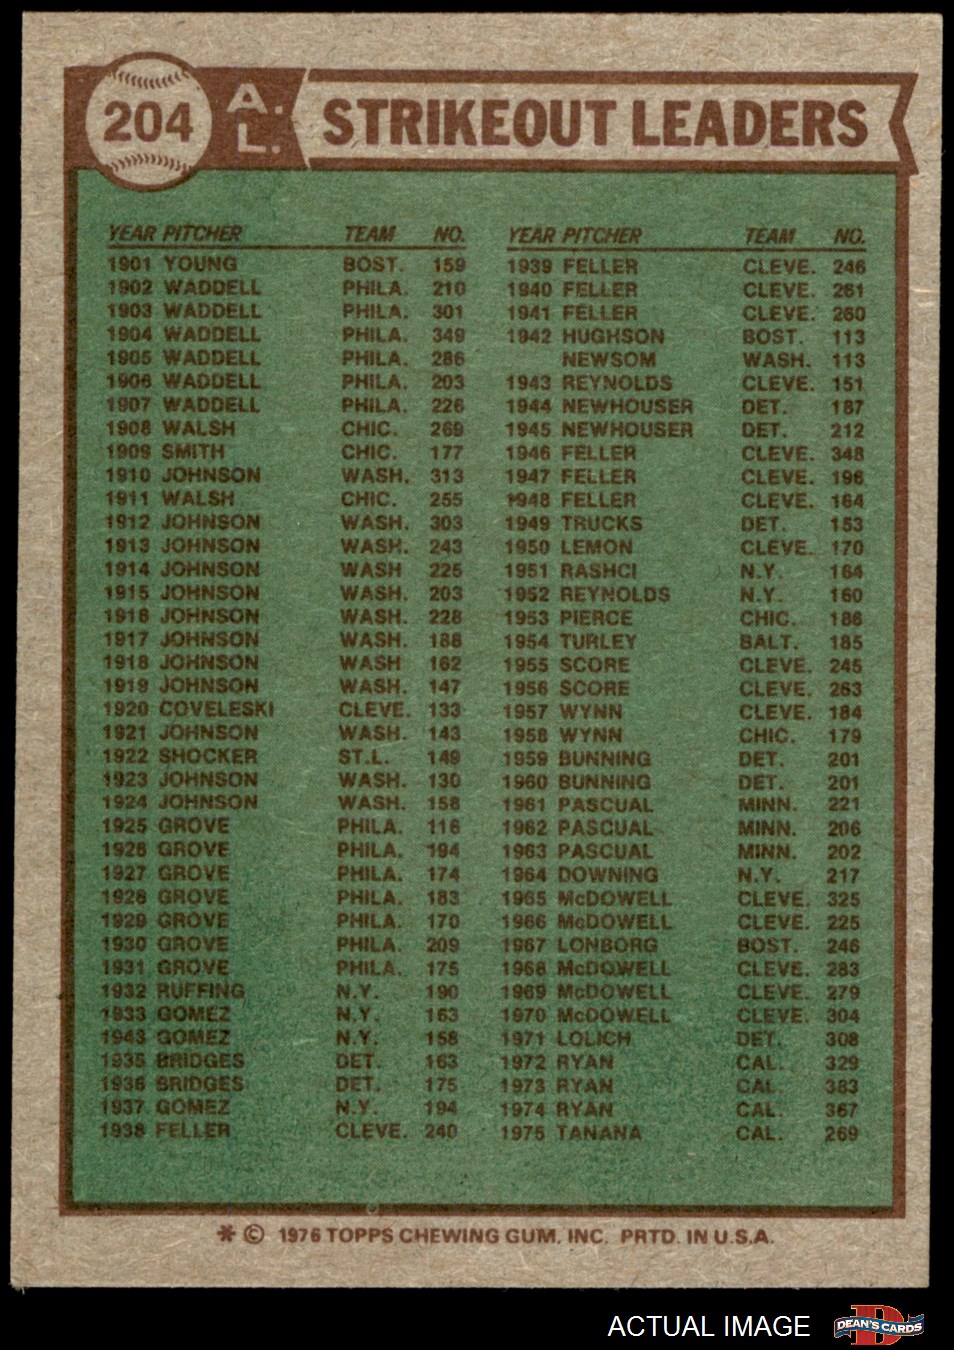 204 A. L. STRIKEOUT LEADERS
YEAR PITCHER TEAM NO.
1901 YOUNG BOST. 159
1902 WADDELL PHILA. 210
1903 WADDELL PHILA. 301
1904 WADDELL PHILA. 349
1905 WADDELL PHILA. 286
1906 WADDELL PHILA. 203
1907 WADDELL PHILA. 226
1908 WALSH CHIC. 269
1909 SMITH CHIC. 177
1910 JOHNSON WASH. 313
1911 WALSH CHIC. 255
1912 JOHNSON WASH. 303
1913 JOHNSON WASH. 243
1914 JOHNSON WASH 225
1915 JOHNSON WASH. 203
1916 JOHNSON WASH. 228
1917 JOHNSON WASH. 188
1918 JOHNSON WASH 162
1919 JOHNSON WASH. 147
1920 COVELESKI CLEVE. 133
1921 JOHNSON WASH. 143
1922 SHOCKER ST.L. 149
1923 JOHNSON WASH. 130
1924 JOHNSON WASH. 158
1925 GROVE PHILA. 116
1926 GROVE PHILA. 194
1927 GROVE PHILA. 174
1928 GROVE PHILA. 183
1929 GROVE PHILA. 170
1930 GROVE PHILA. 209
1931 GROVE PHILA. 175
1932 RUFFING N.Y. 190
1933 GOMEZ N.Y. 163
1943 GOMEZ N.Y. 158
1935 BRIDGES DET. 163
1936 BRIDGES DET. 175
1937 GOMEZ N.Y. 194
1938 FELLER CLEVE. 240
YEAR PITCHER TEAM NO.
1939 FELLER CLEVE. 246
1940 FELLER CLEVE. 261
1941 FELLER CLEVE. 260
1942 HUGHSON BOST. 113
NEWSOM WASH. 113
1943 REYNOLDS CLEVE. 151
1944 NEWHOUSER DET. 187
1945 NEWHOUSER DET. 212
1946 FELLER CLEVE. 348
1947 FELLER CLEVE. 196
1948 FELLER CLEVE. 164
1949 TRUCKS DET. 153
1950 LEMON CLEVE. 170
1951 RASHCI N.Y. 164
1952 REYNOLDS N.Y. 160
1953 PIERCE CHIC. 186
1954 TURLEY BALT. 185
1955 SCORE CLEVE. 245
1956 SCORE CLEVE. 263
1957 WYNN CLEVE. 184
1958 WYNN CHIC. 179
1959 BUNNING DET. 201
1960 BUNNING DET. 201
1961 PASCUAL MINN. 221
1962 PASCUAL MINN. 206
1963 PASCUAL MINN. 202
1964 DOWNING N.Y. 217
1965 McDOWELL CLEVE. 325
1966 McDOWELL CLEVE. 225
1967 LONBORG BOST. 246
1968 McDOWELL CLEVE. 283
1969 McDOWELL CLEVE. 279
1970 McDOWELL CLEVE. 304
1971 LOLICH DET. 308
1972 RYAN CAL. 329
1973 RYAN CAL. 383
1974 RYAN CAL. 367
1975 TANANA CAL. 269
* © 1976 TOPPS CHEWING GUM, INC. PRTD. IN U.S.A.
ACTUAL IMAGE D DEAN'S CARDS